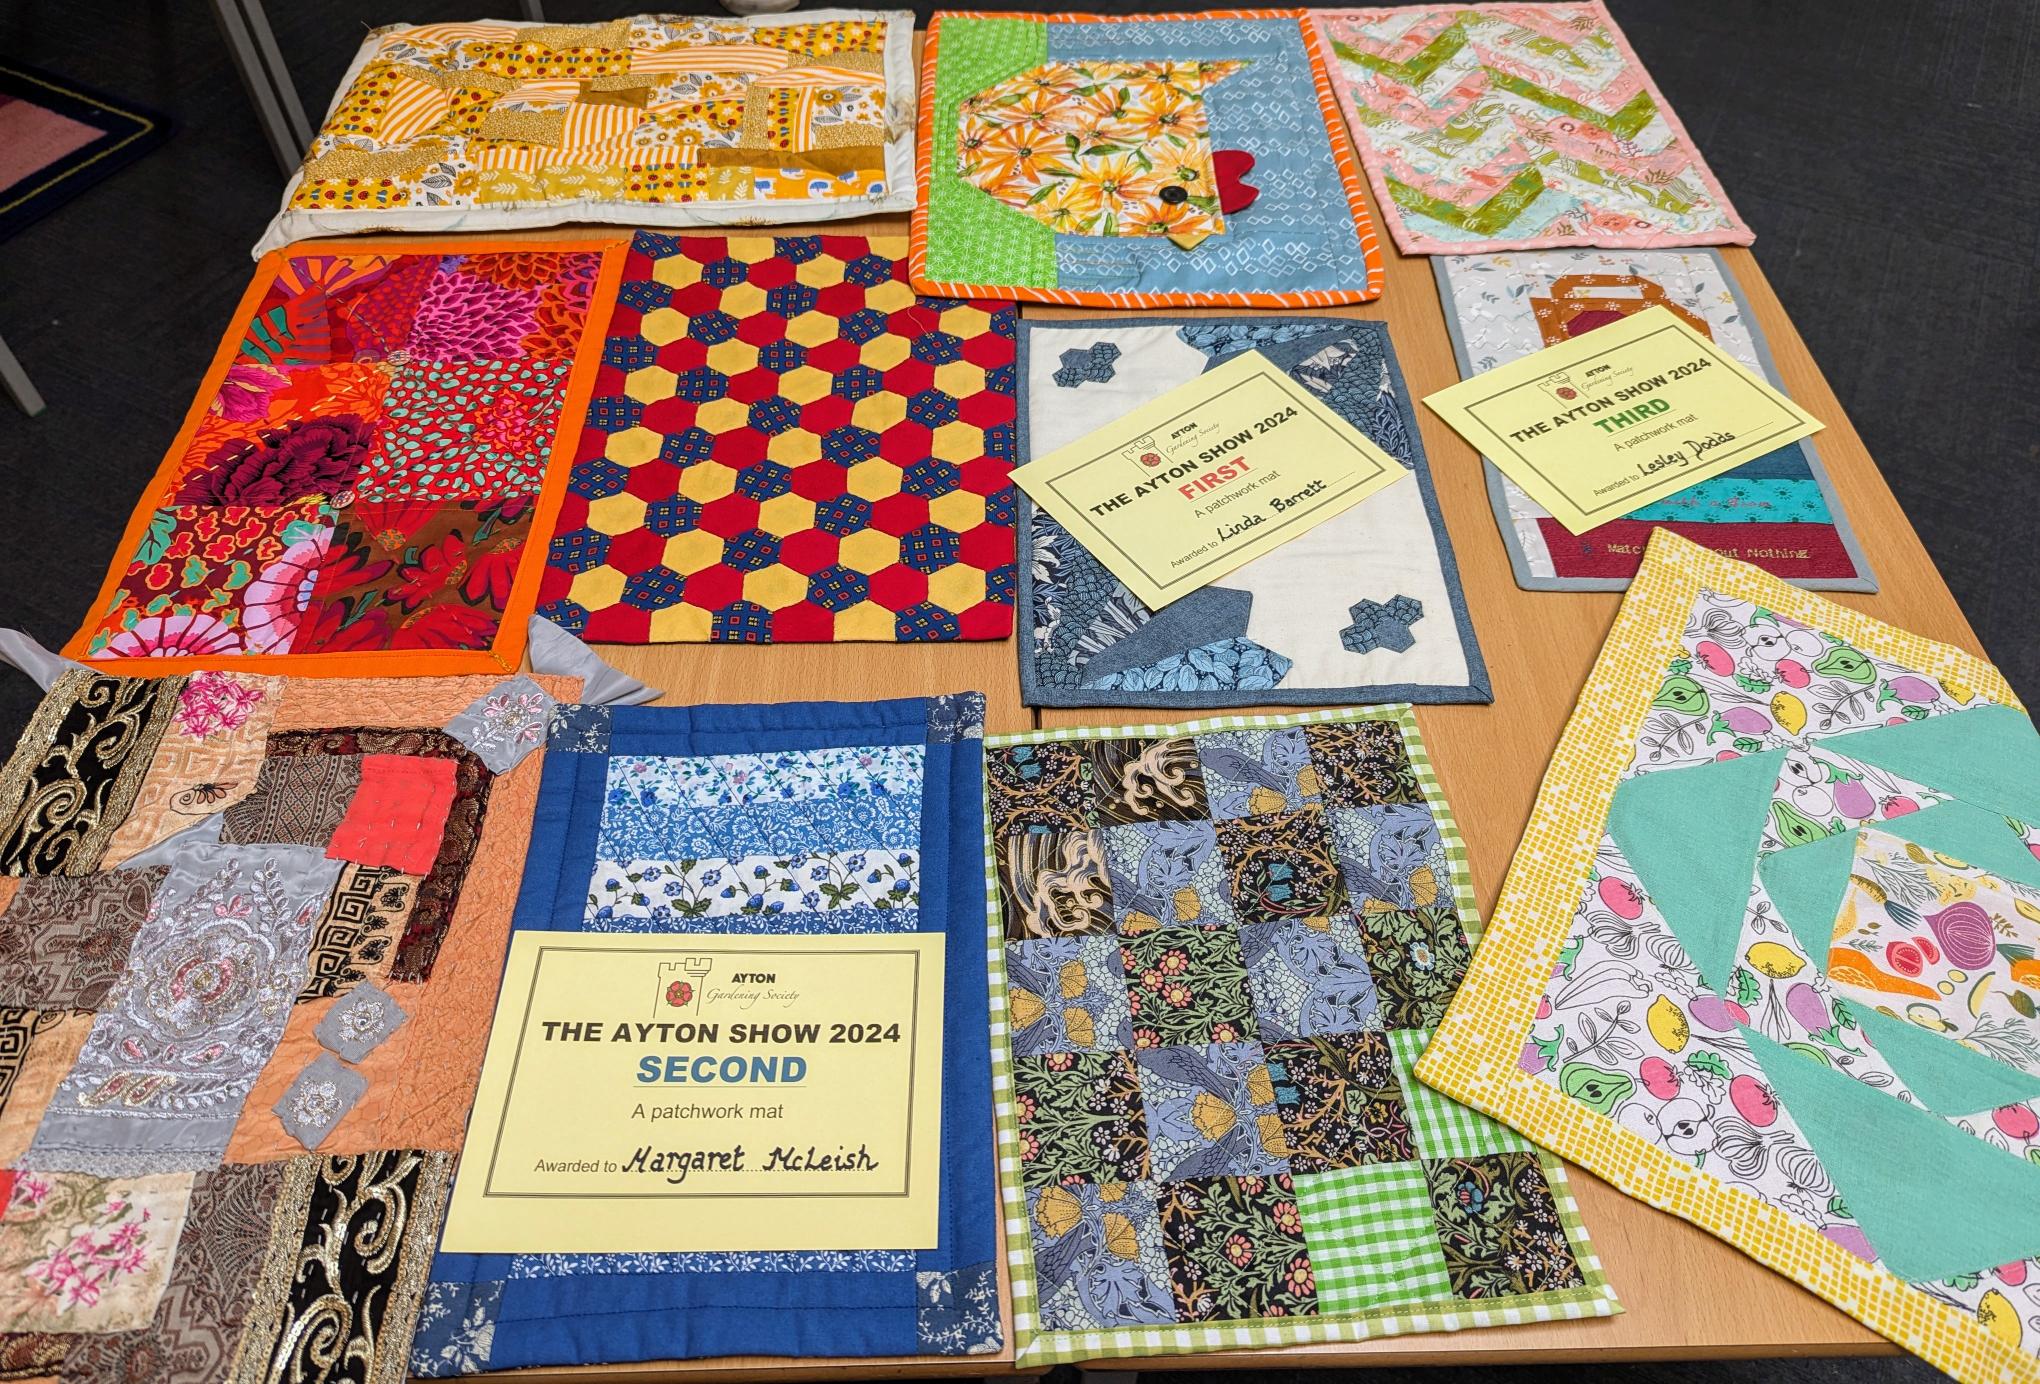 AYTON
Gardening Society
THE AYTON SHOW 2024
FIRST
A patchwork mat
Awarded to Linda Barrett
AYTON
Gardening Society
THE AYTON SHOW 2024
THIRD
A patchwork mat
Awarded to Lesley Dodds
Nothing
AYTON
Gardening Society
THE AYTON SHOW 2024
SECOND
A patchwork mat
Awarded to Margaret McLeish